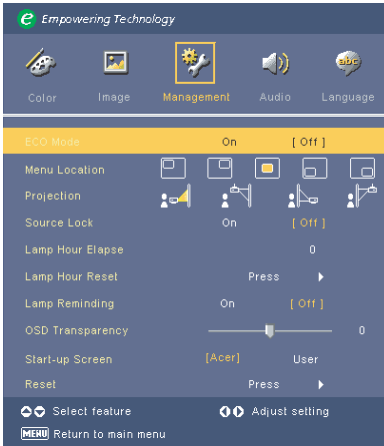 e Empowering Technology
abc
Color Image Management Audio Language
ECO Mode On [ Off ]
Menu Location
Projection
Source Lock On [ Off ]
Lamp Hour Elapse 0
Lamp Hour Reset Press
Lamp Reminding On [ Off ]
OSD Transparency 0
Start-up Screen [Acer] User
Reset Press
Select feature Adjust setting
MENU Return to main menu